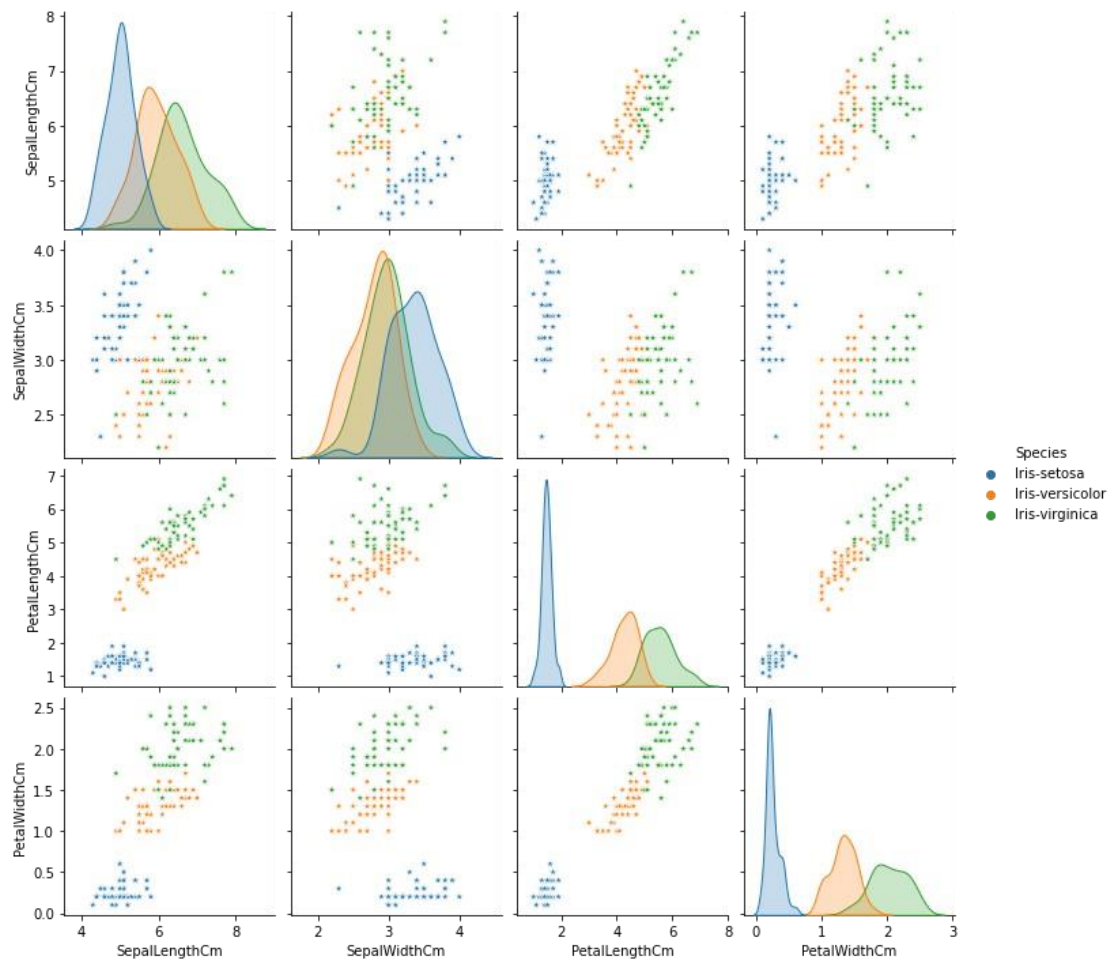 8
7
6
5
SepalLengthCm
4.0
3.5
3.0
2.5
SepalWidthCm
7
6
5
4
3
2
1
PetalLengthCm
2.5
2.0
1.5
1.0
0.5
0.0
PetalWidthCm
4 6 8
SepalLengthCm
2 3 4
SepalWidthCm
2 4 6 8
PetalLengthCm
0 1 2 3
PetalWidthCm
Species
Iris-setosa
Iris-versicolor
Iris-virginica